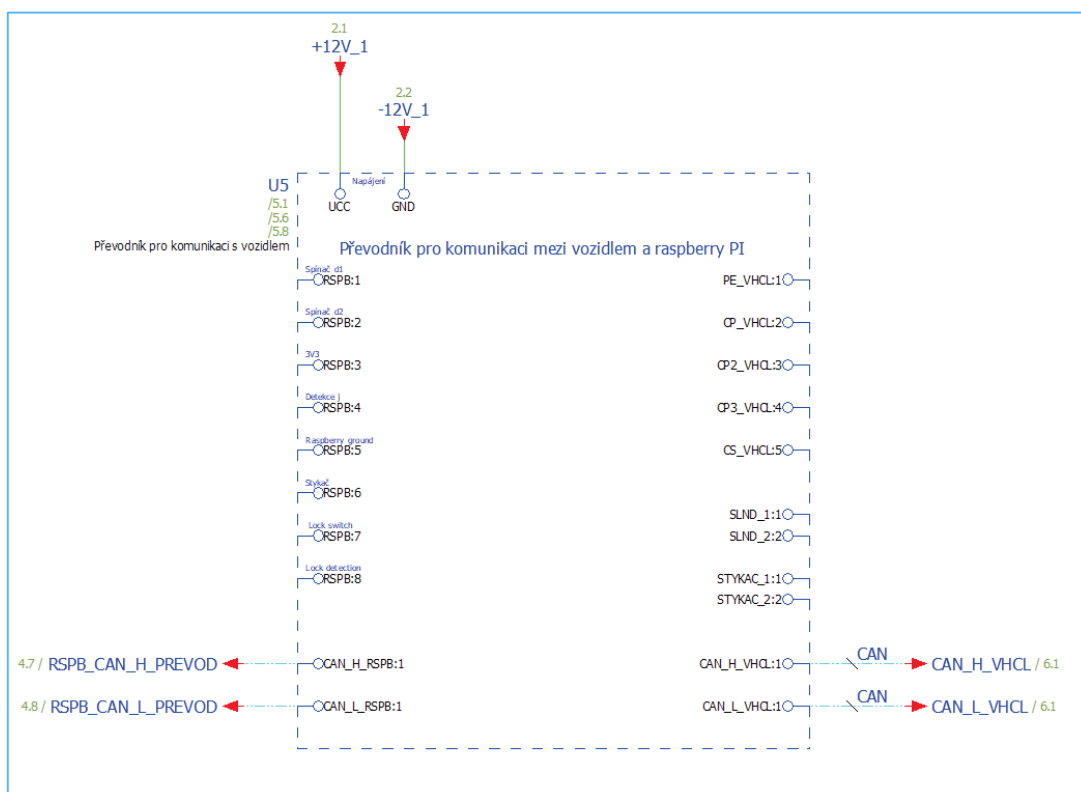 2.1
+12V_1
2.2
-12V_1
U5
/5.1
/5.6
/5.8
Převodník pro komunikaci s vozidlem
Napájení
UCC
GND
Převodník pro komunikaci mezi vozidlem a raspberry PI
Spínač d1
RSPB:1
PE_VHCL:1
Spínač d2
RSPB:2
CP_VHCL:2
3V3
RSPB:3
CP2_VHCL:3
Detekce j
RSPB:4
CP3_VHCL:4
Raspberry ground
RSPB:5
CS_VHCL:5
Stykač
RSPB:6
SLND_1:1
Lock switch
RSPB:7
SLND_2:2
Lock detection
RSPB:8
STYKAC_1:1
STYKAC_2:2
4.7 / RSPB_CAN_H_PREVOD
CAN_H_RSPB:1
CAN_H_VHCL:1
CAN
CAN_H_VHCL / 6.1
4.8 / RSPB_CAN_L_PREVOD
CAN_L_RSPB:1
CAN_L_VHCL:1
CAN
CAN_L_VHCL / 6.1